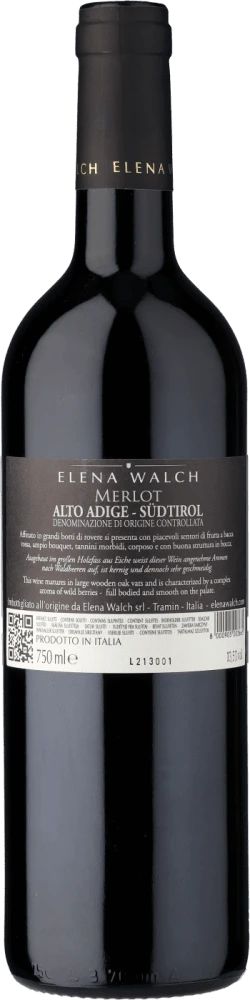 LCH ELENA W
ELENA WALCH
MERLOT
ALTO ADIGE - SÜDTIROL
DENOMINAZIONE DI ORIGINE CONTROLLATA
Affinato in grandi botti di rovere si presenta con piacevoli sentori di frutta a bacca
rossa, ampio bouquet, tannini morbidi, corposo e con buona struttura in bocca.
Ausgebaut im großen Holzfass aus Eiche weist dieser Wein angenehme Aromen
nach Waldbeeren auf, ist kernig und dennoch sehr geschmeidig.
This wine matures in large wooden oak vats and is characterized by a complex
aroma of wild berries - full bodied and smooth on the palate.
all'origine da Elena Walch srl - Tramin - Italia - elenawalch.
PRODOTTO IN ITALIA
750 ml e
L213001